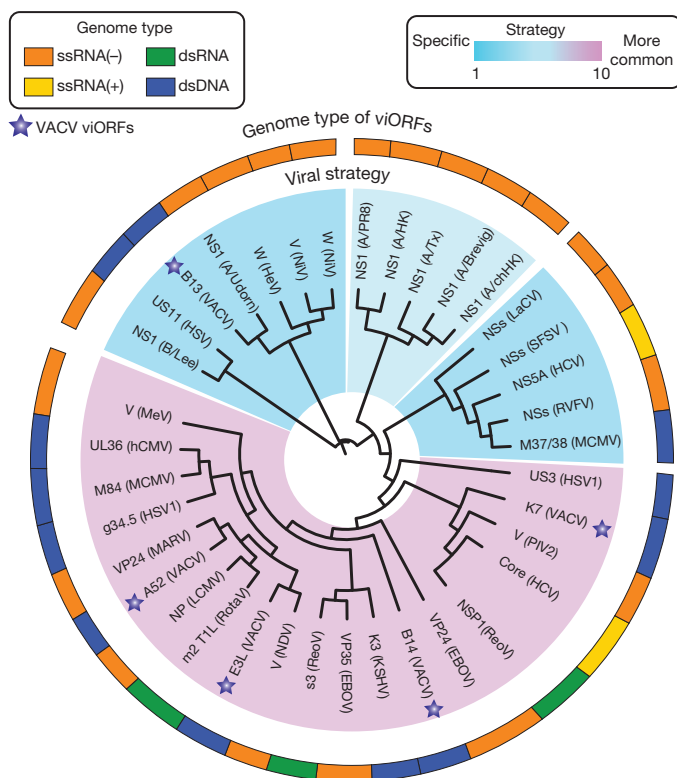 Genome type
ssRNA(–)
dsRNA
ssRNA(+)
dsDNA
VACV viORFs
Strategy
Specific
More common
1
10
Genome type of viORFs
Viral strategy
NS1 (A/PR8)
NS1 (A/HK)
NS1 (A/Tx)
NS1 (A/Brevig)
NS1 (A/chHK)
NSs (LaCV)
NSs (SFSV)
NS5A (HCV)
NSs (RVFV)
M37/38 (MCMV)
US3 (HSV1)
K7 (VACV)
V (PIV2)
Core (HCV)
NSP1(ReoV)
VP24 (EBOV)
B14 (VACV)
K3 (KSHV)
VP35 (EBOV)
s3 (ReoV)
V (NDV)
E3L (VACV)
m2 T1L (RotaV)
NP (LCMV)
A52 (VACV)
VP24 (MARV)
g34.5 (HSV1)
M84 (MCMV)
UL36 (hCMV)
V (MeV)
NS1 (B/Lee)
US11 (HSV)
B13 (VACV)
NS1 (A/Udorn)
W (HeV)
V (NiV)
W (NiV)